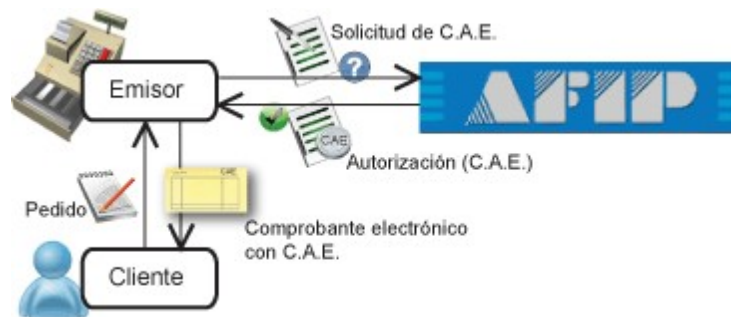 Solicitud de C.A.E.
Emisor
AFIP
CAE
Autorización (C.A.E.)
CAE
Pedido
Comprobante electrónico
con C.A.E.
Cliente